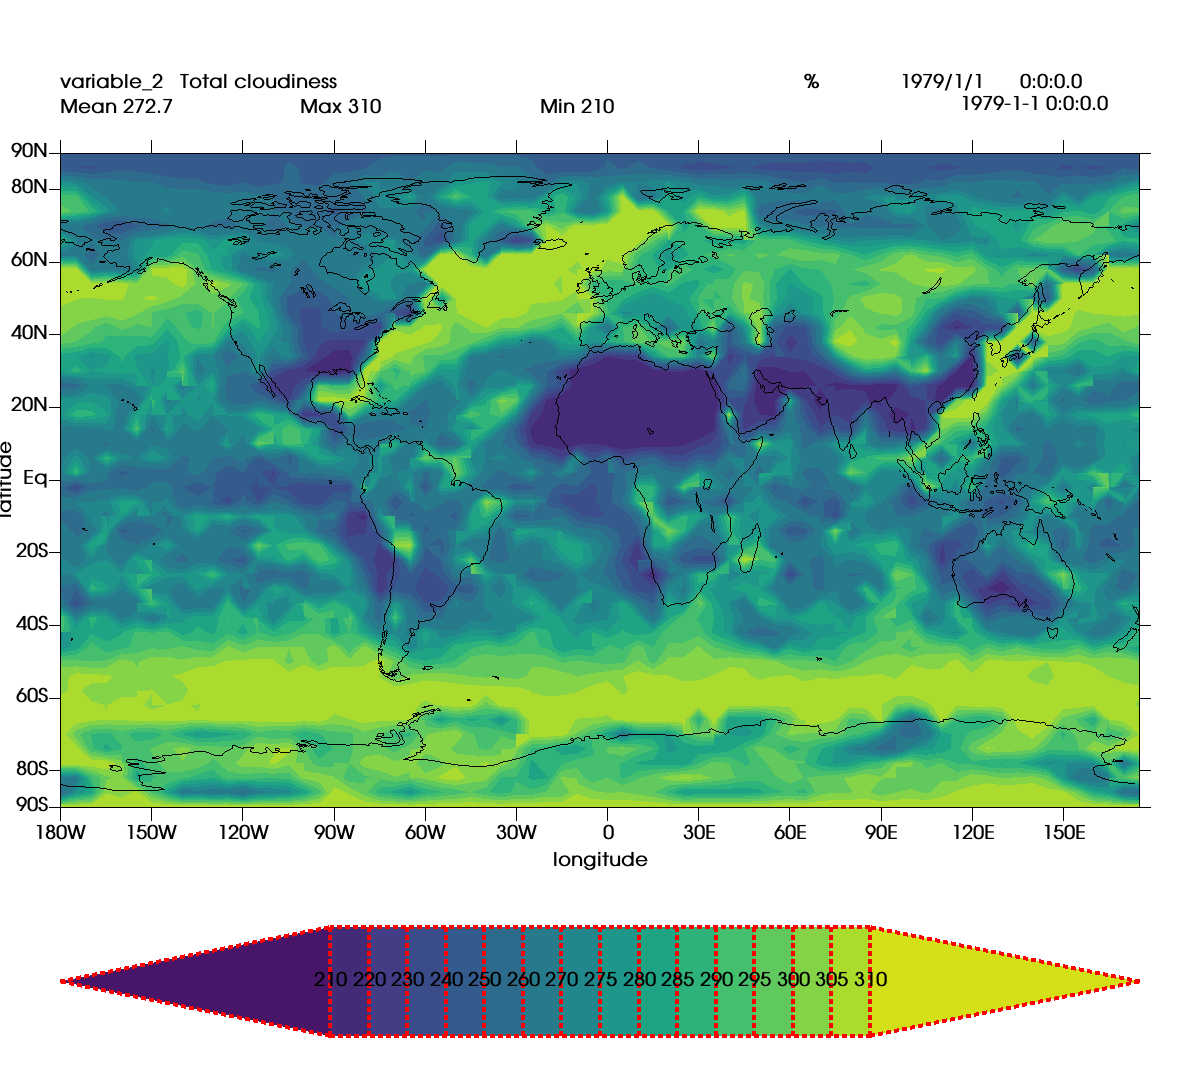 variable_2 Total cloudiness % 1979/1/1 0:0:0.0
Mean 272.7 Max 310 Min 210 1979-1-1 0:0:0.0
90N
80N
60N
40N
20N
Eq
20S
40S
60S
80S
90S
latitude
180W 150W 120W 90W 60W 30W 0 30E 60E 90E 120E 150E
longitude
210 220 230 240 250 260 270 275 280 285 290 295 300 305 310